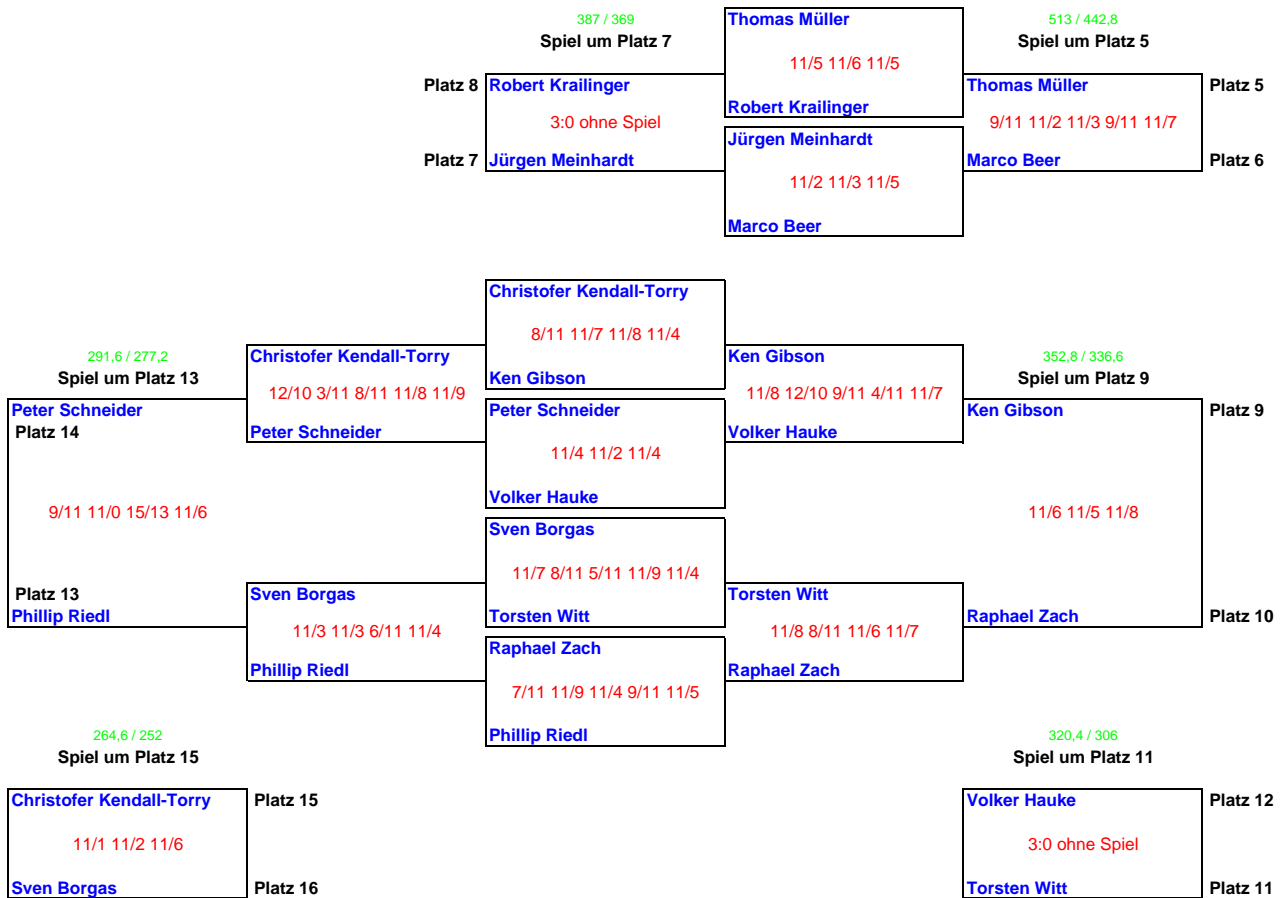 387 / 369 Thomas Müller 513 / 442,8
Spiel um Platz 7 Spiel um Platz 5
11/5 11/6 11/5
Platz 8 Robert Krailinger Thomas Müller Platz 5
Robert Krailinger
3:0 ohne Spiel 9/11 11/2 11/3 9/11 11/7
Jürgen Meinhardt
Platz 7 Jürgen Meinhardt Marco Beer Platz 6
11/2 11/3 11/5
Marco Beer
Christofer Kendall-Torry
8/11 11/7 11/8 11/4
291,6 / 277,2 Christofer Kendall-Torry Ken Gibson 352,8 / 336,6
Spiel um Platz 13 Ken Gibson Spiel um Platz 9
12/10 3/11 8/11 11/8 11/9 11/8 12/10 9/11 4/11 11/7
Peter Schneider Peter Schneider Ken Gibson Platz 9
Platz 14 Peter Schneider Volker Hauke
11/4 11/2 11/4
Volker Hauke
9/11 11/0 15/13 11/6 11/6 11/5 11/8
Sven Borgas
11/7 8/11 5/11 11/9 11/4
Platz 13 Sven Borgas Torsten Witt
Phillip Riedl Torsten Witt Raphael Zach Platz 10
11/3 11/3 6/11 11/4 11/8 8/11 11/6 11/7
Raphael Zach
Phillip Riedl Raphael Zach
7/11 11/9 11/4 9/11 11/5
264,6 / 252 Phillip Riedl 320,4 / 306
Spiel um Platz 15 Spiel um Platz 11
Christofer Kendall-Torry Platz 15 Volker Hauke Platz 12
11/1 11/2 11/6 3:0 ohne Spiel
Sven Borgas Platz 16 Torsten Witt Platz 11